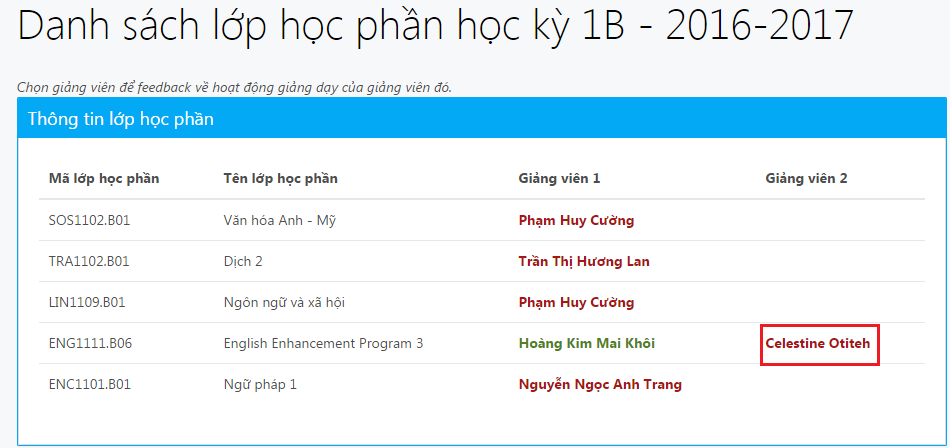 Danh sách lớp học phần học kỳ 1B - 2016-2017
Chọn giảng viên để feedback về hoạt động giảng dạy của giảng viên đó.
Thông tin lớp học phần
Mã lớp học phần Tên lớp học phần Giảng viên 1 Giảng viên 2
SOS1102.B01 Văn hóa Anh - Mỹ Phạm Huy Cường
TRA1102.B01 Dịch 2 Trần Thị Hương Lan
LIN1109.B01 Ngôn ngữ và xã hội Phạm Huy Cường
ENG1111.B06 English Enhancement Program 3 Hoàng Kim Mai Khôi Celestine Otiteh
ENC1101.B01 Ngữ pháp 1 Nguyễn Ngọc Anh Trang